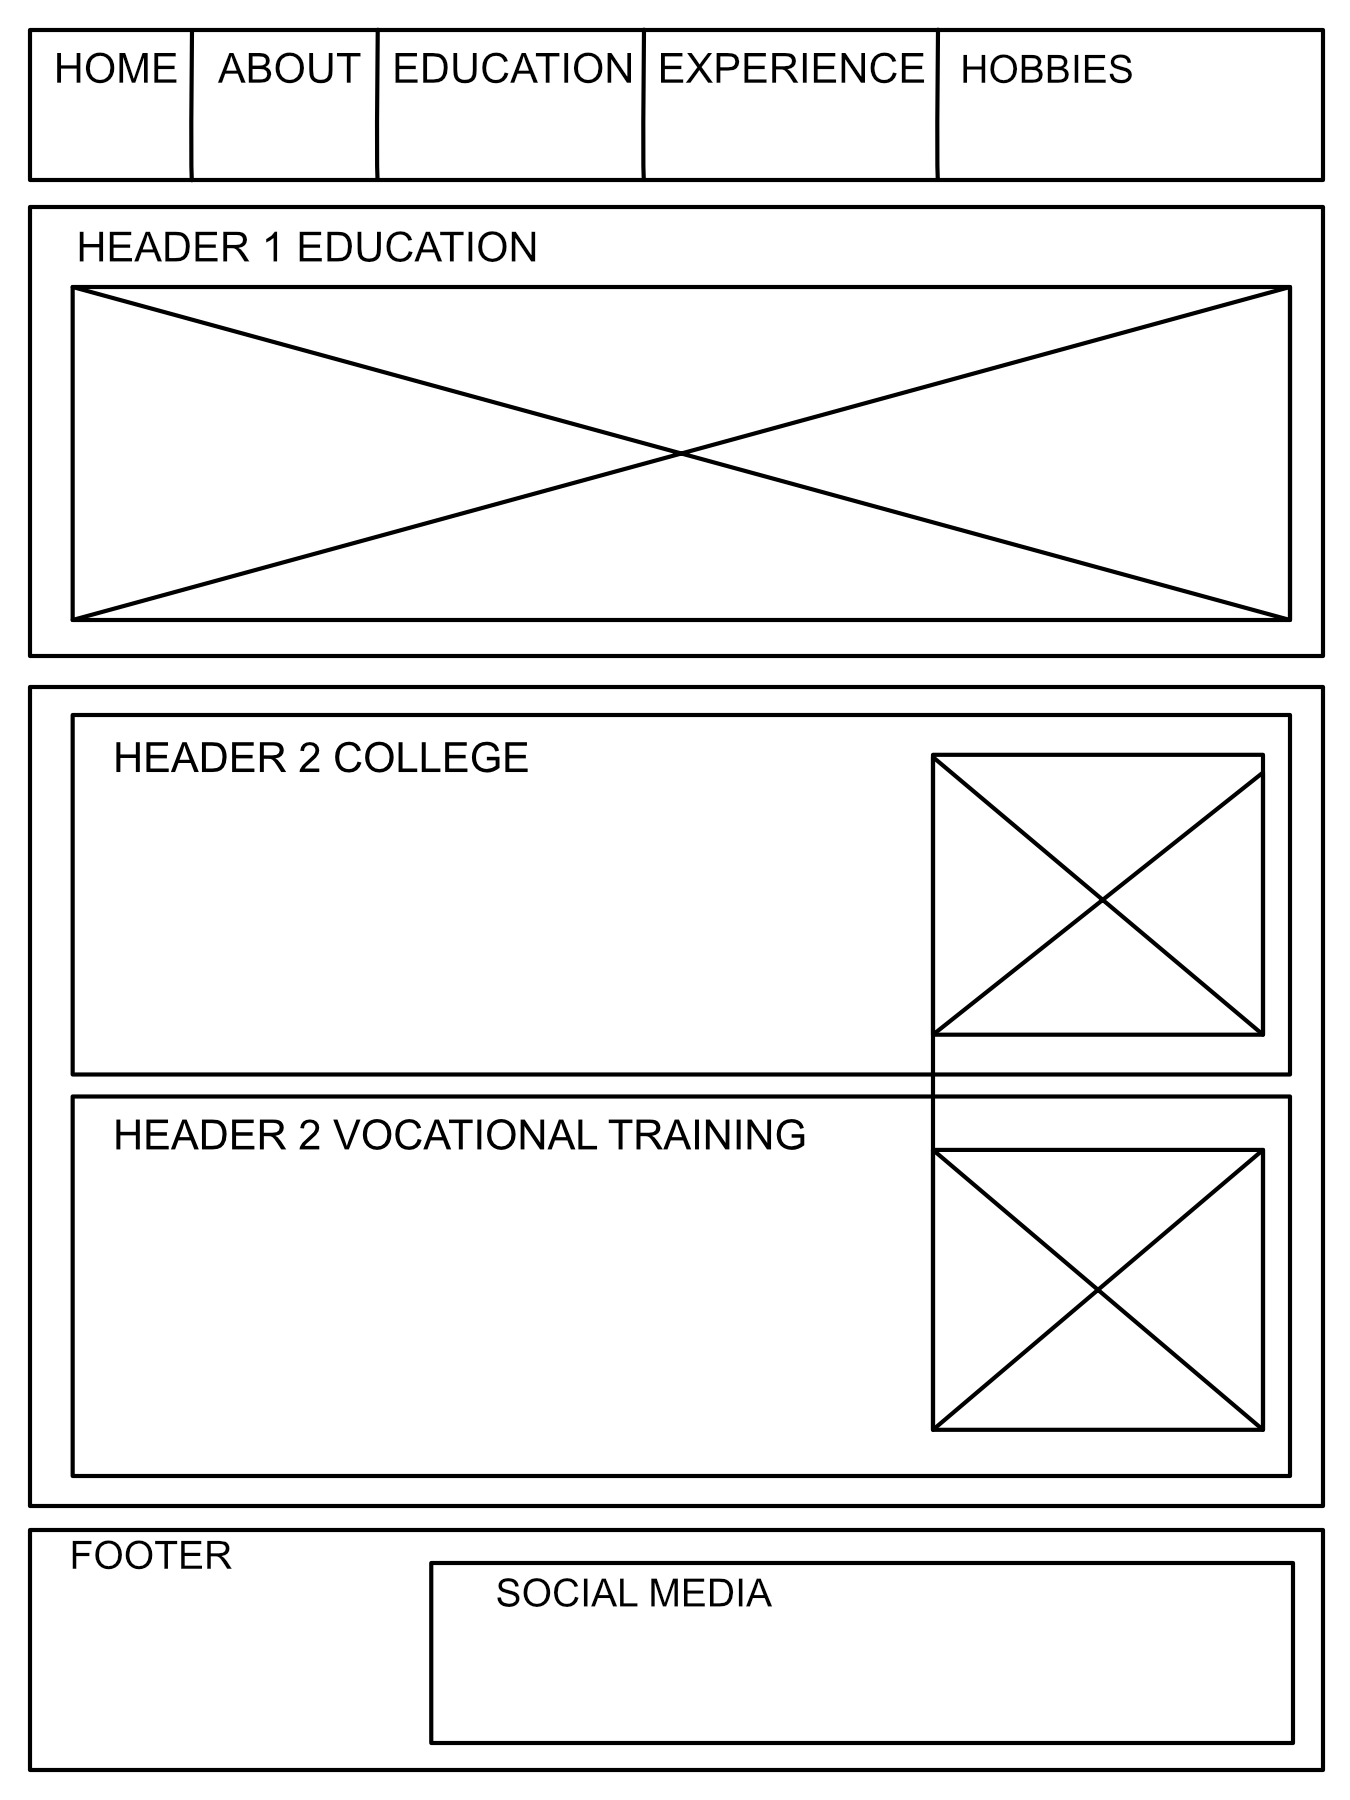 HOME ABOUT EDUCATION EXPERIENCE HOBBIES
HEADER 1 EDUCATION
HEADER 2 COLLEGE
HEADER 2 VOCATIONAL TRAINING
FOOTER
SOCIAL MEDIA